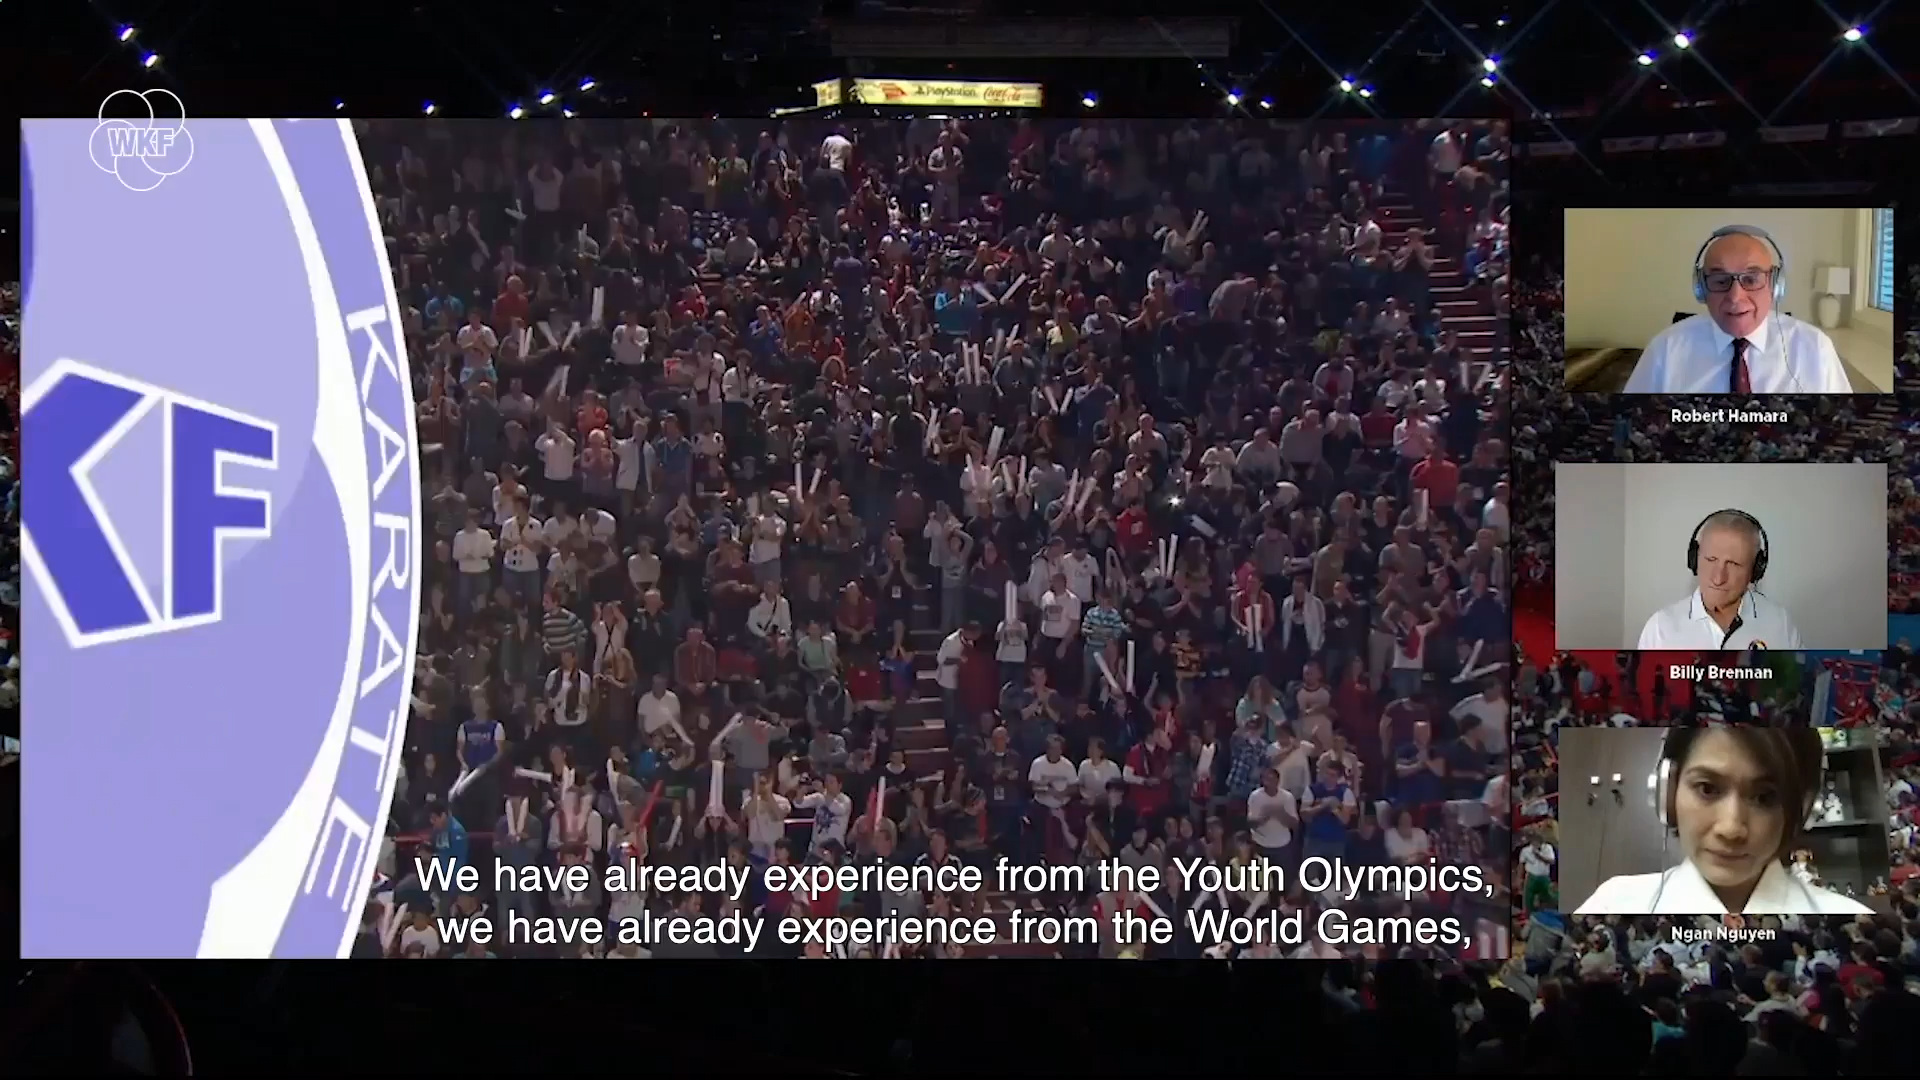 WKF
PlayStation Coca-Cola
KF
KARATE
Robert Hamara
Billy Brennan
Ngan Nguyen
We have already experience from the Youth Olympics,
we have already experience from the World Games,